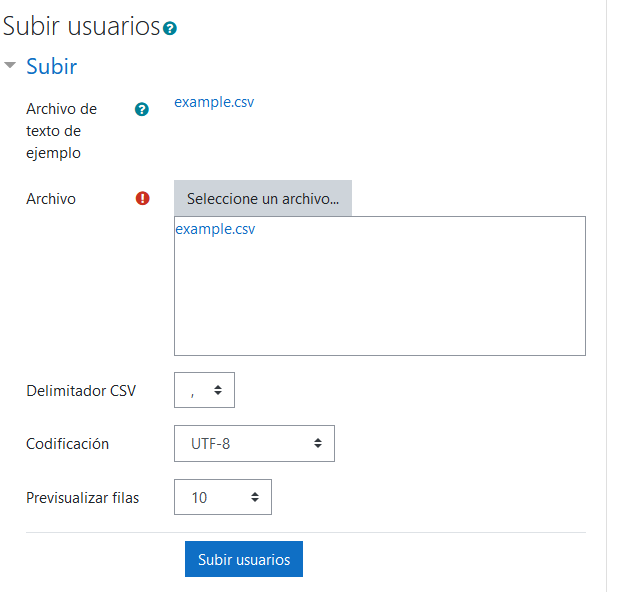 Subir usuarios
Subir
Archivo de
texto de
ejemplo
example.csv
Archivo
Seleccione un archivo...
example.csv
Delimitador CSV
,
Codificación
UTF-8
Previsualizar filas
10
Subir usuarios